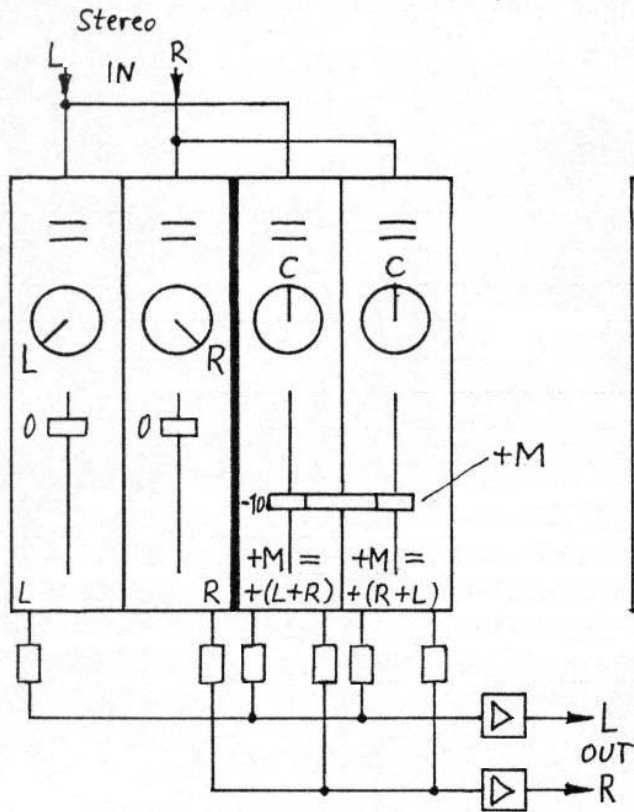 Stereo
L IN R
C C
L R
0 0
-10 +M
+M = +M =
L R +(L+R) +(R+L)
L
OUT
R